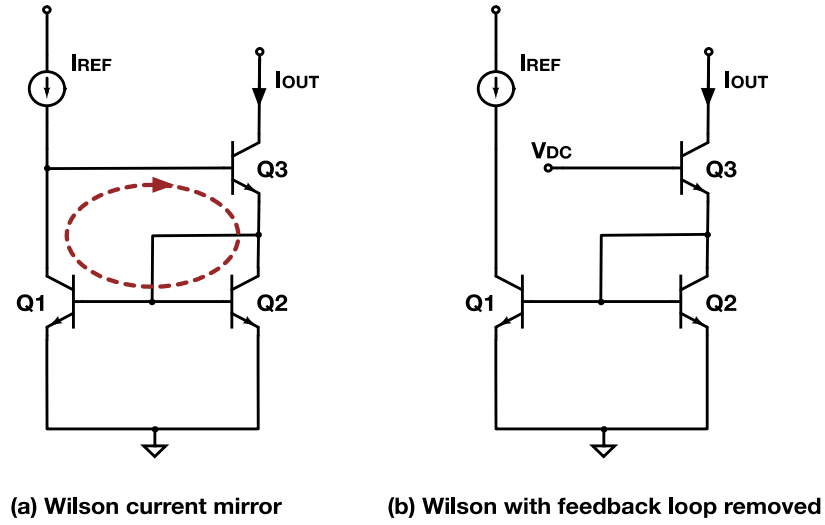 IREF
IOUT
Q3
Q1
Q2
(a) Wilson current mirror
IREF
IOUT
VDC
Q3
Q1
Q2
(b) Wilson with feedback loop removed